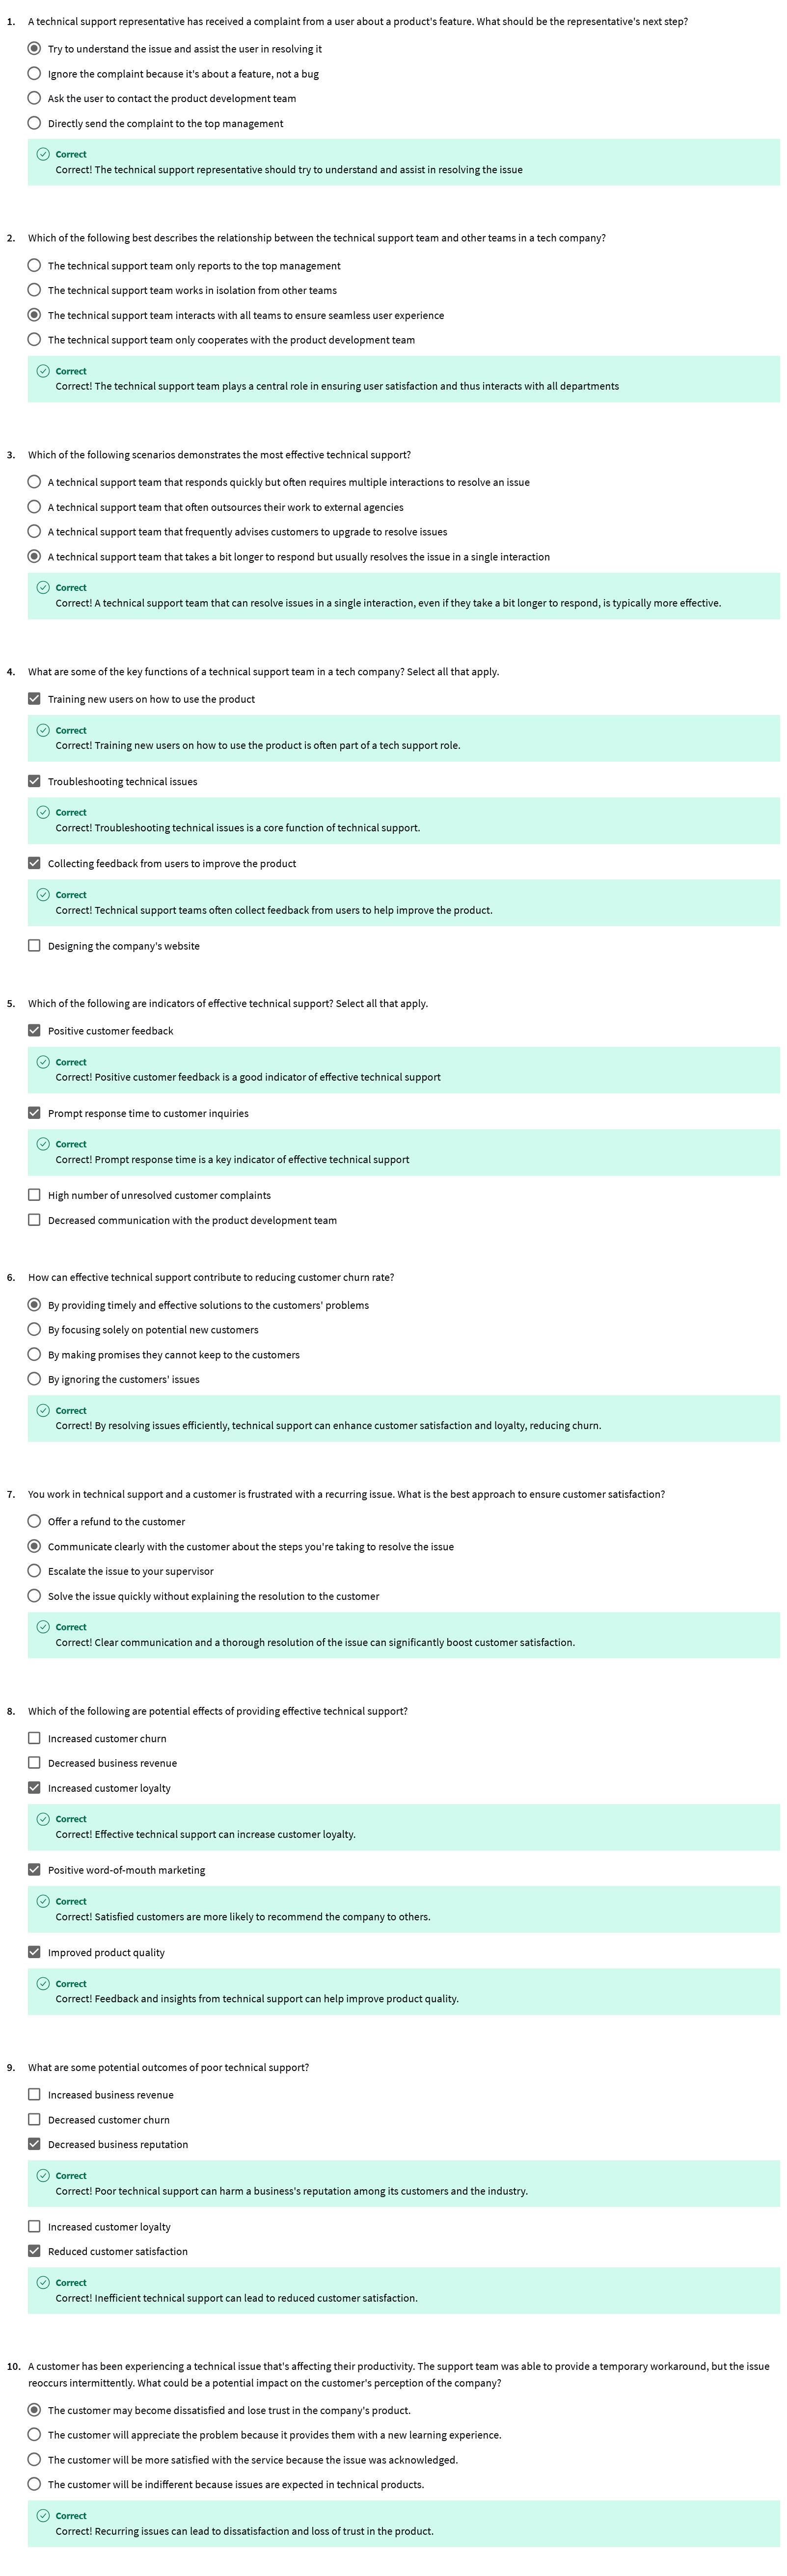 1. A technical support representative has received a complaint from a user about a product's feature. What should be the representative's next step?
Try to understand the issue and assist the user in resolving it
Ignore the complaint because it's about a feature, not a bug
Ask the user to contact the product development team
Directly send the complaint to the top management
Correct
Correct! The technical support representative should try to understand and assist in resolving the issue
2. Which of the following best describes the relationship between the technical support team and other teams in a tech company?
The technical support team only reports to the top management
The technical support team works in isolation from other teams
The technical support team interacts with all teams to ensure seamless user experience
The technical support team only cooperates with the product development team
Correct
Correct! The technical support team plays a central role in ensuring user satisfaction and thus interacts with all departments
3. Which of the following scenarios demonstrates the most effective technical support?
A technical support team that responds quickly but often requires multiple interactions to resolve an issue
A technical support team that often outsources their work to external agencies
A technical support team that frequently advises customers to upgrade to resolve issues
A technical support team that takes a bit longer to respond but usually resolves the issue in a single interaction
Correct
Correct! A technical support team that can resolve issues in a single interaction, even if they take a bit longer to respond, is typically more effective.
4. What are some of the key functions of a technical support team in a tech company? Select all that apply.
Training new users on how to use the product
Correct
Correct! Training new users on how to use the product is often part of a tech support role.
Troubleshooting technical issues
Correct
Correct! Troubleshooting technical issues is a core function of technical support.
Collecting feedback from users to improve the product
Correct
Correct! Technical support teams often collect feedback from users to help improve the product.
Designing the company's website
5. Which of the following are indicators of effective technical support? Select all that apply.
Positive customer feedback
Correct
Correct! Positive customer feedback is a good indicator of effective technical support
Prompt response time to customer inquiries
Correct
Correct! Prompt response time is a key indicator of effective technical support
High number of unresolved customer complaints
Decreased communication with the product development team
6. How can effective technical support contribute to reducing customer churn rate?
By providing timely and effective solutions to the customers' problems
By focusing solely on potential new customers
By making promises they cannot keep to the customers
By ignoring the customers' issues
Correct
Correct! By resolving issues efficiently, technical support can enhance customer satisfaction and loyalty, reducing churn.
7. You work in technical support and a customer is frustrated with a recurring issue. What is the best approach to ensure customer satisfaction?
Offer a refund to the customer
Communicate clearly with the customer about the steps you're taking to resolve the issue
Escalate the issue to your supervisor
Solve the issue quickly without explaining the resolution to the customer
Correct
Correct! Clear communication and a thorough resolution of the issue can significantly boost customer satisfaction.
8. Which of the following are potential effects of providing effective technical support?
Increased customer churn
Decreased business revenue
Increased customer loyalty
Correct
Correct! Effective technical support can increase customer loyalty.
Positive word-of-mouth marketing
Correct
Correct! Satisfied customers are more likely to recommend the company to others.
Improved product quality
Correct
Correct! Feedback and insights from technical support can help improve product quality.
9. What are some potential outcomes of poor technical support?
Increased business revenue
Decreased customer churn
Decreased business reputation
Correct
Correct! Poor technical support can harm a business's reputation among its customers and the industry.
Increased customer loyalty
Reduced customer satisfaction
Correct
Correct! Inefficient technical support can lead to reduced customer satisfaction.
10. A customer has been experiencing a technical issue that's affecting their productivity. The support team was able to provide a temporary workaround, but the issue
reoccurs intermittently. What could be a potential impact on the customer's perception of the company?
The customer may become dissatisfied and lose trust in the company's product.
The customer will appreciate the problem because it provides them with a new learning experience.
The customer will be more satisfied with the service because the issue was acknowledged.
The customer will be indifferent because issues are expected in technical products.
Correct
Correct! Recurring issues can lead to dissatisfaction and loss of trust in the product.